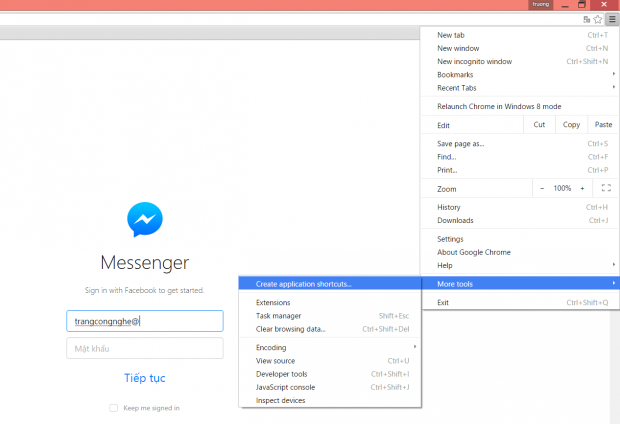 truong
New tab Ctrl+T
New window Ctrl+N
New incognito window Ctrl+Shift+N
Bookmarks
Recent Tabs
Relaunch Chrome in Windows 8 mode
Edit Cut Copy Paste
Save page as... Ctrl+S
Find... Ctrl+F
Print... Ctrl+P
Zoom − 100% +
History Ctrl+H
Downloads Ctrl+J
Settings
About Google Chrome
Help
More tools
Exit Ctrl+Shift+Q
Create application shortcuts...
Extensions
Task manager Shift+Esc
Clear browsing data... Ctrl+Shift+Del
Encoding
View source Ctrl+U
Developer tools Ctrl+Shift+I
JavaScript console Ctrl+Shift+J
Inspect devices
Messenger
Sign in with Facebook to get started.
trangcongnghe@
Mật khẩu
Tiếp tục
Keep me signed in